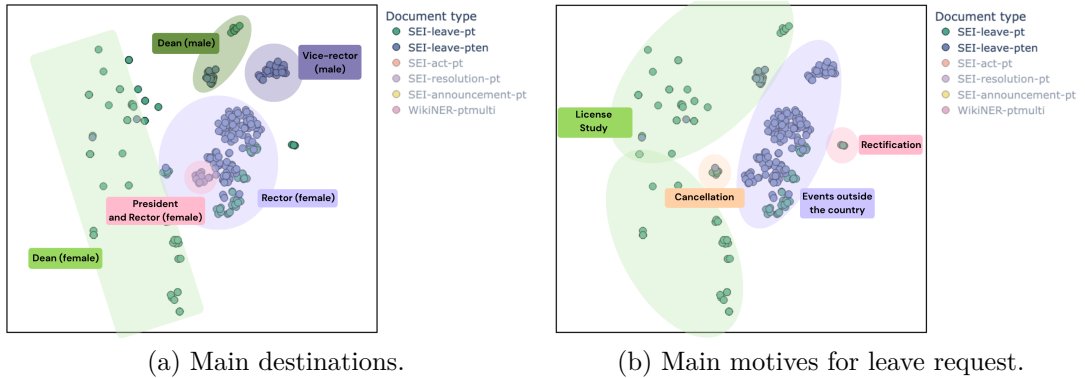 Document type
SEI-leave-pt
SEI-leave-pten
SEI-act-pt
SEI-resolution-pt
SEI-announcement-pt
WikiNER-ptmulti
Dean (male)
Vice-rector
(male)
President
and Rector (female)
Rector (female)
Dean (female)
(a) Main destinations.
Document type
SEI-leave-pt
SEI-leave-pten
SEI-act-pt
SEI-resolution-pt
SEI-announcement-pt
WikiNER-ptmulti
License
Study
Rectification
Cancellation
Events outside
the country
(b) Main motives for leave request.